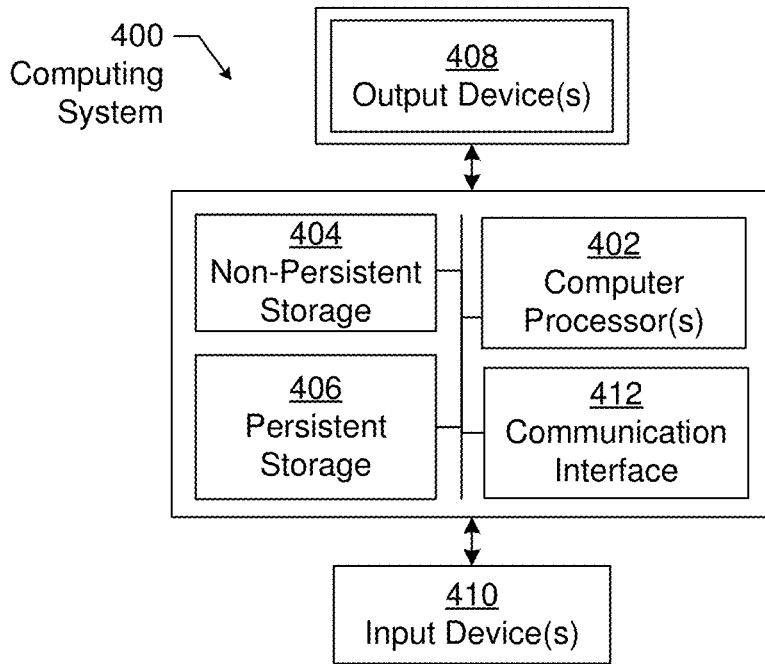 400
Computing
System
408
Output Device(s)
404
Non-Persistent
Storage
402
Computer
Processor(s)
406
Persistent
Storage
412
Communication
Interface
410
Input Device(s)